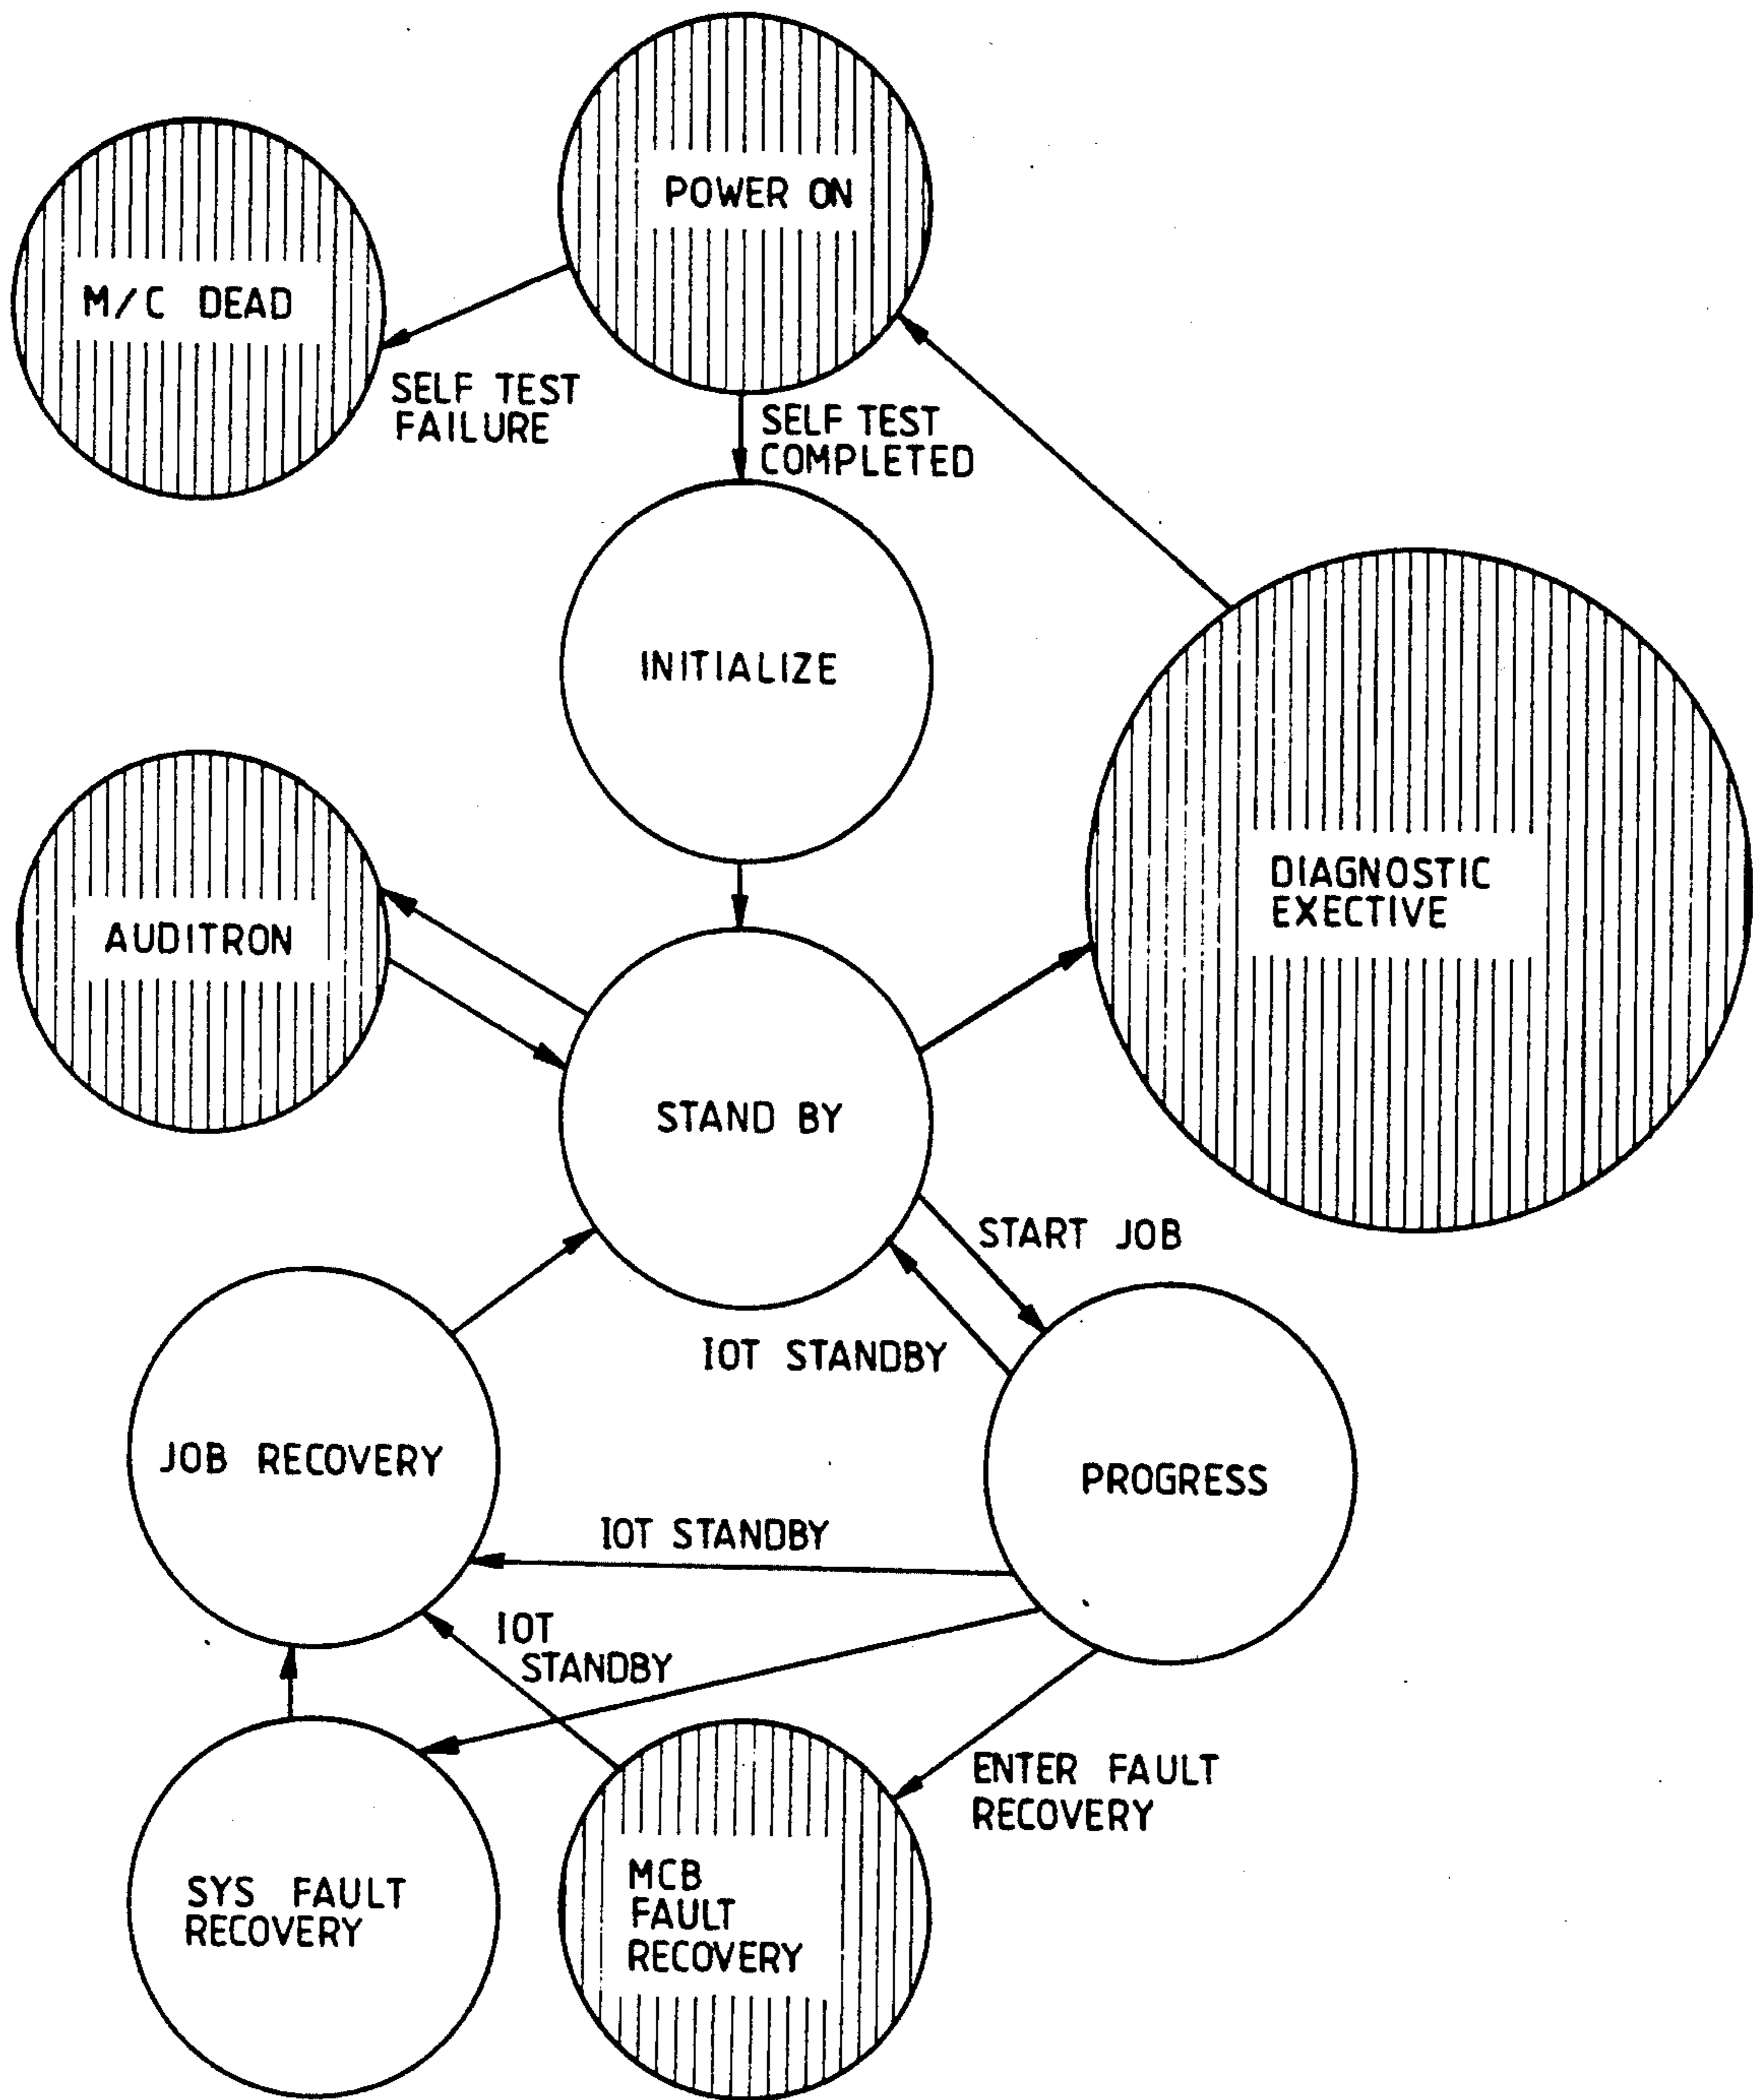 POWER ON
M/C DEAD
SELF TEST
FAILURE
SELF TEST
COMPLETED
INITIALIZE
DIAGNOSTIC
EXECTIVE
AUDITRON
STAND BY
START JOB
IOT STANDBY
JOB RECOVERY
PROGRESS
IOT STANDBY
IOT
STANDBY
ENTER FAULT
RECOVERY
SYS FAULT
RECOVERY
MCB
FAULT
RECOVERY